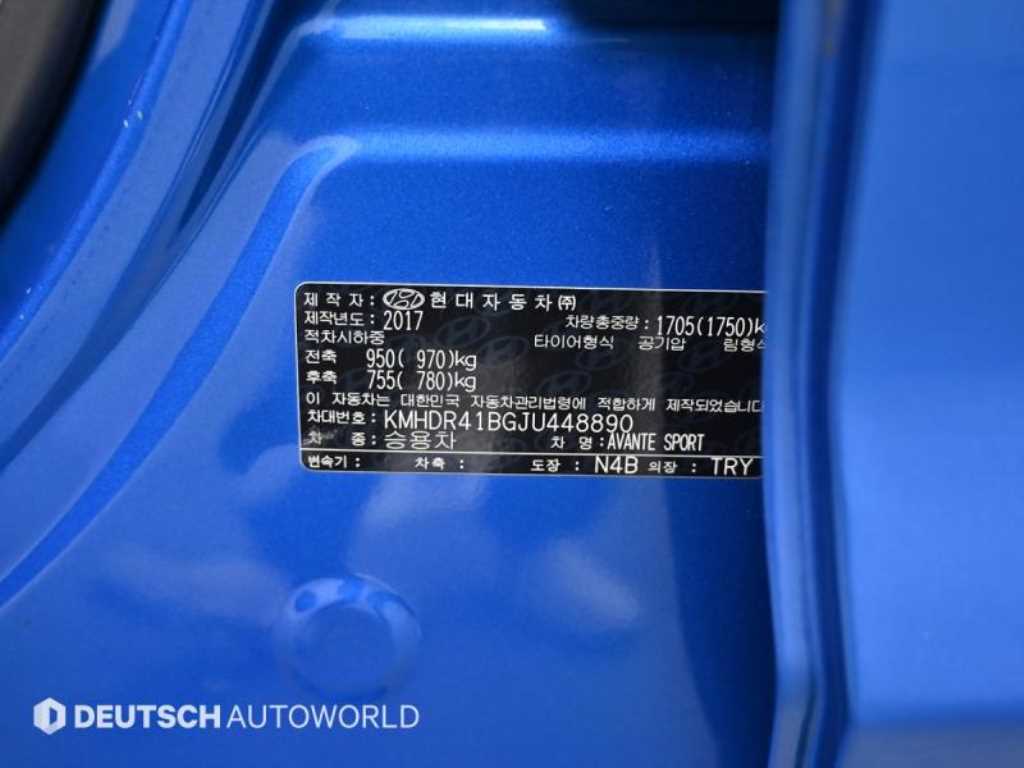 제 작 자 : 현대자동차㈜
제작년도 : 2017 차량총중량 : 1705(1750)k
적차시하중 타이어형식 공기압 림형식
전축 950( 970)kg
후축 755( 780)kg
이 자동차는 대한민국 자동차관리법령에 적합하게 제작되었습
차대번호 : KMHDR41BGJU448890
차 종 : 승용차 차 명 : AVANTE SPORT
변속기 : 차축 : 도장 : N4B 의장 : TRY
DEUTSCH AUTOWORLD